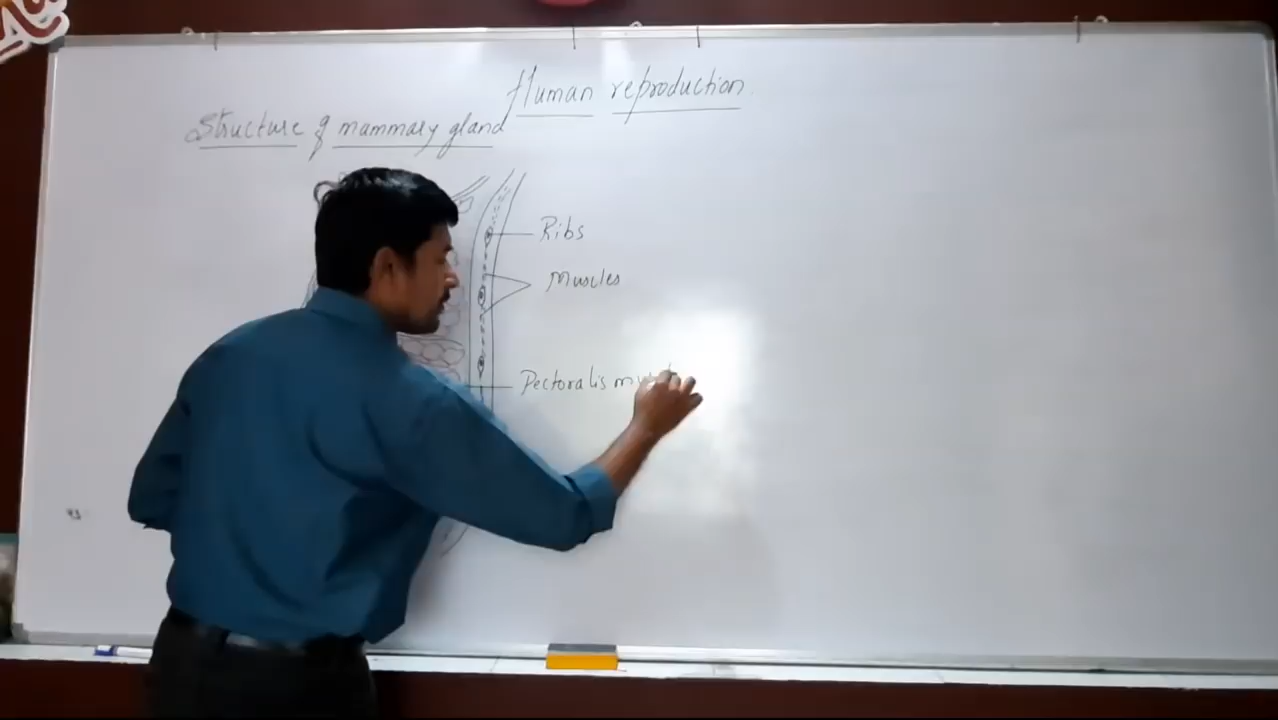 Human reproduction
Structure of mammary gland
Ribs
Muscles
Pectoralis